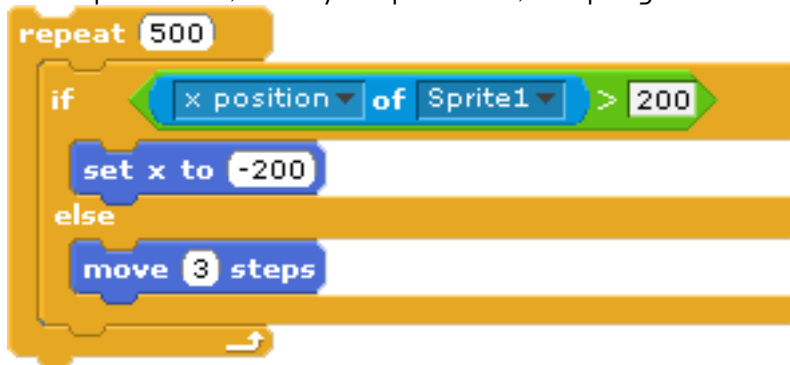 repeat 500
if x position of Sprite1 > 200
set x to -200
else
move 3 steps